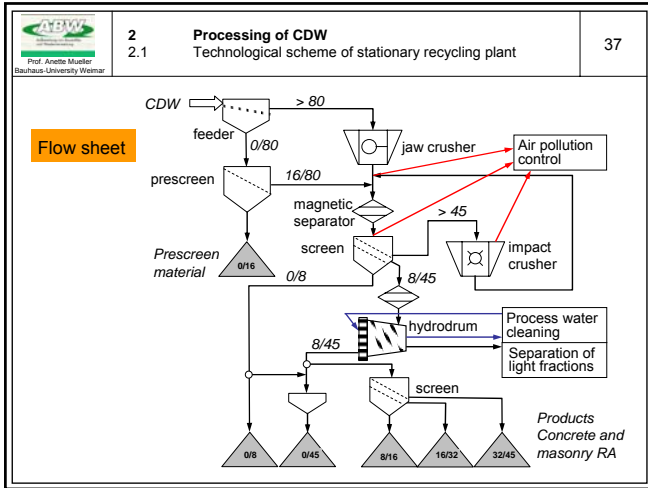 ABW
Prof. Anette Mueller
Bauhaus-University Weimar
2 Processing of CDW
2.1 Technological scheme of stationary recycling plant
37
CDW
> 80
feeder
Flow sheet
0/80
jaw crusher
Air pollution
control
prescreen
16/80
magnetic
separator
> 45
screen
impact
crusher
Prescreen
material
0/16
0/8
8/45
hydrodrum
Process water
cleaning
8/45
Separation of
light fractions
screen
Products
Concrete and
masonry RA
0/8
0/45
8/16
16/32
32/45